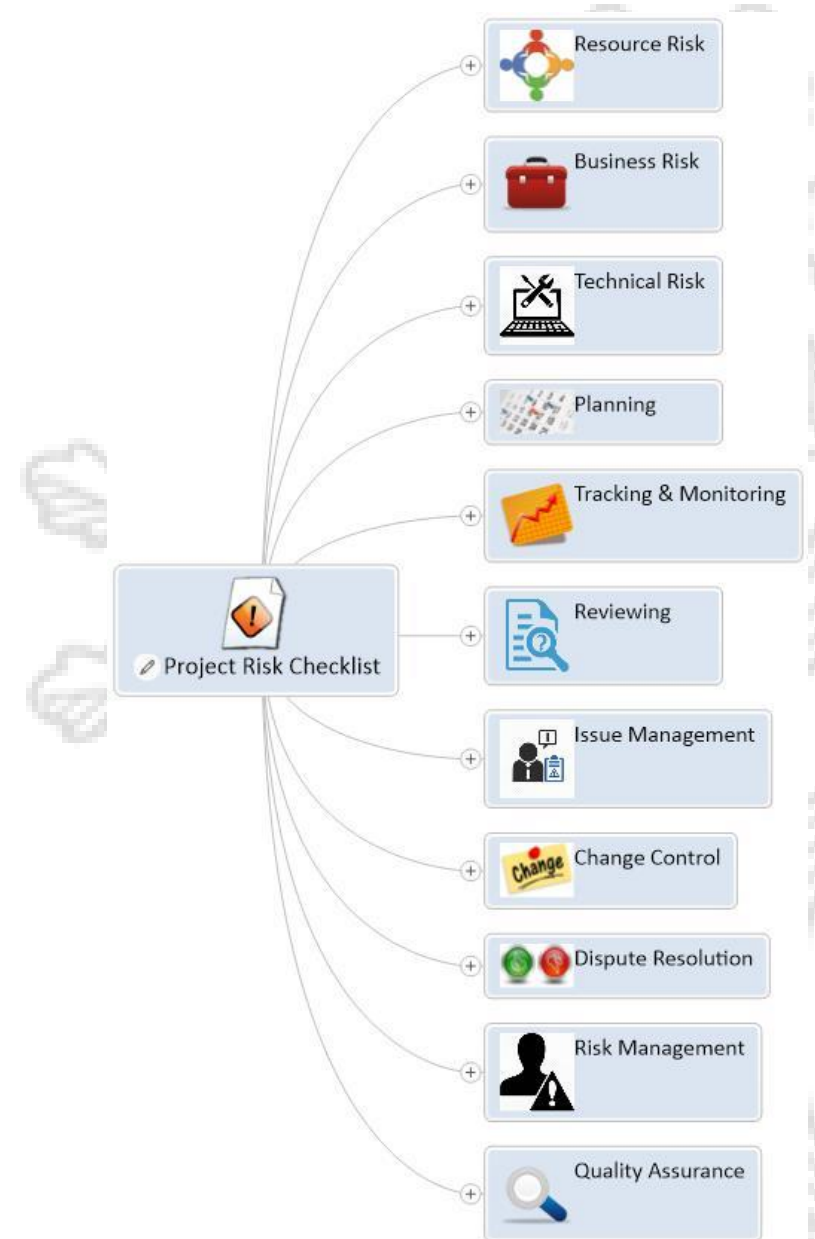 Resource Risk
Business Risk
Technical Risk
Planning
Tracking & Monitoring
Project Risk Checklist
Reviewing
Issue Management
Change
Change Control
Dispute Resolution
Risk Management
Quality Assurance